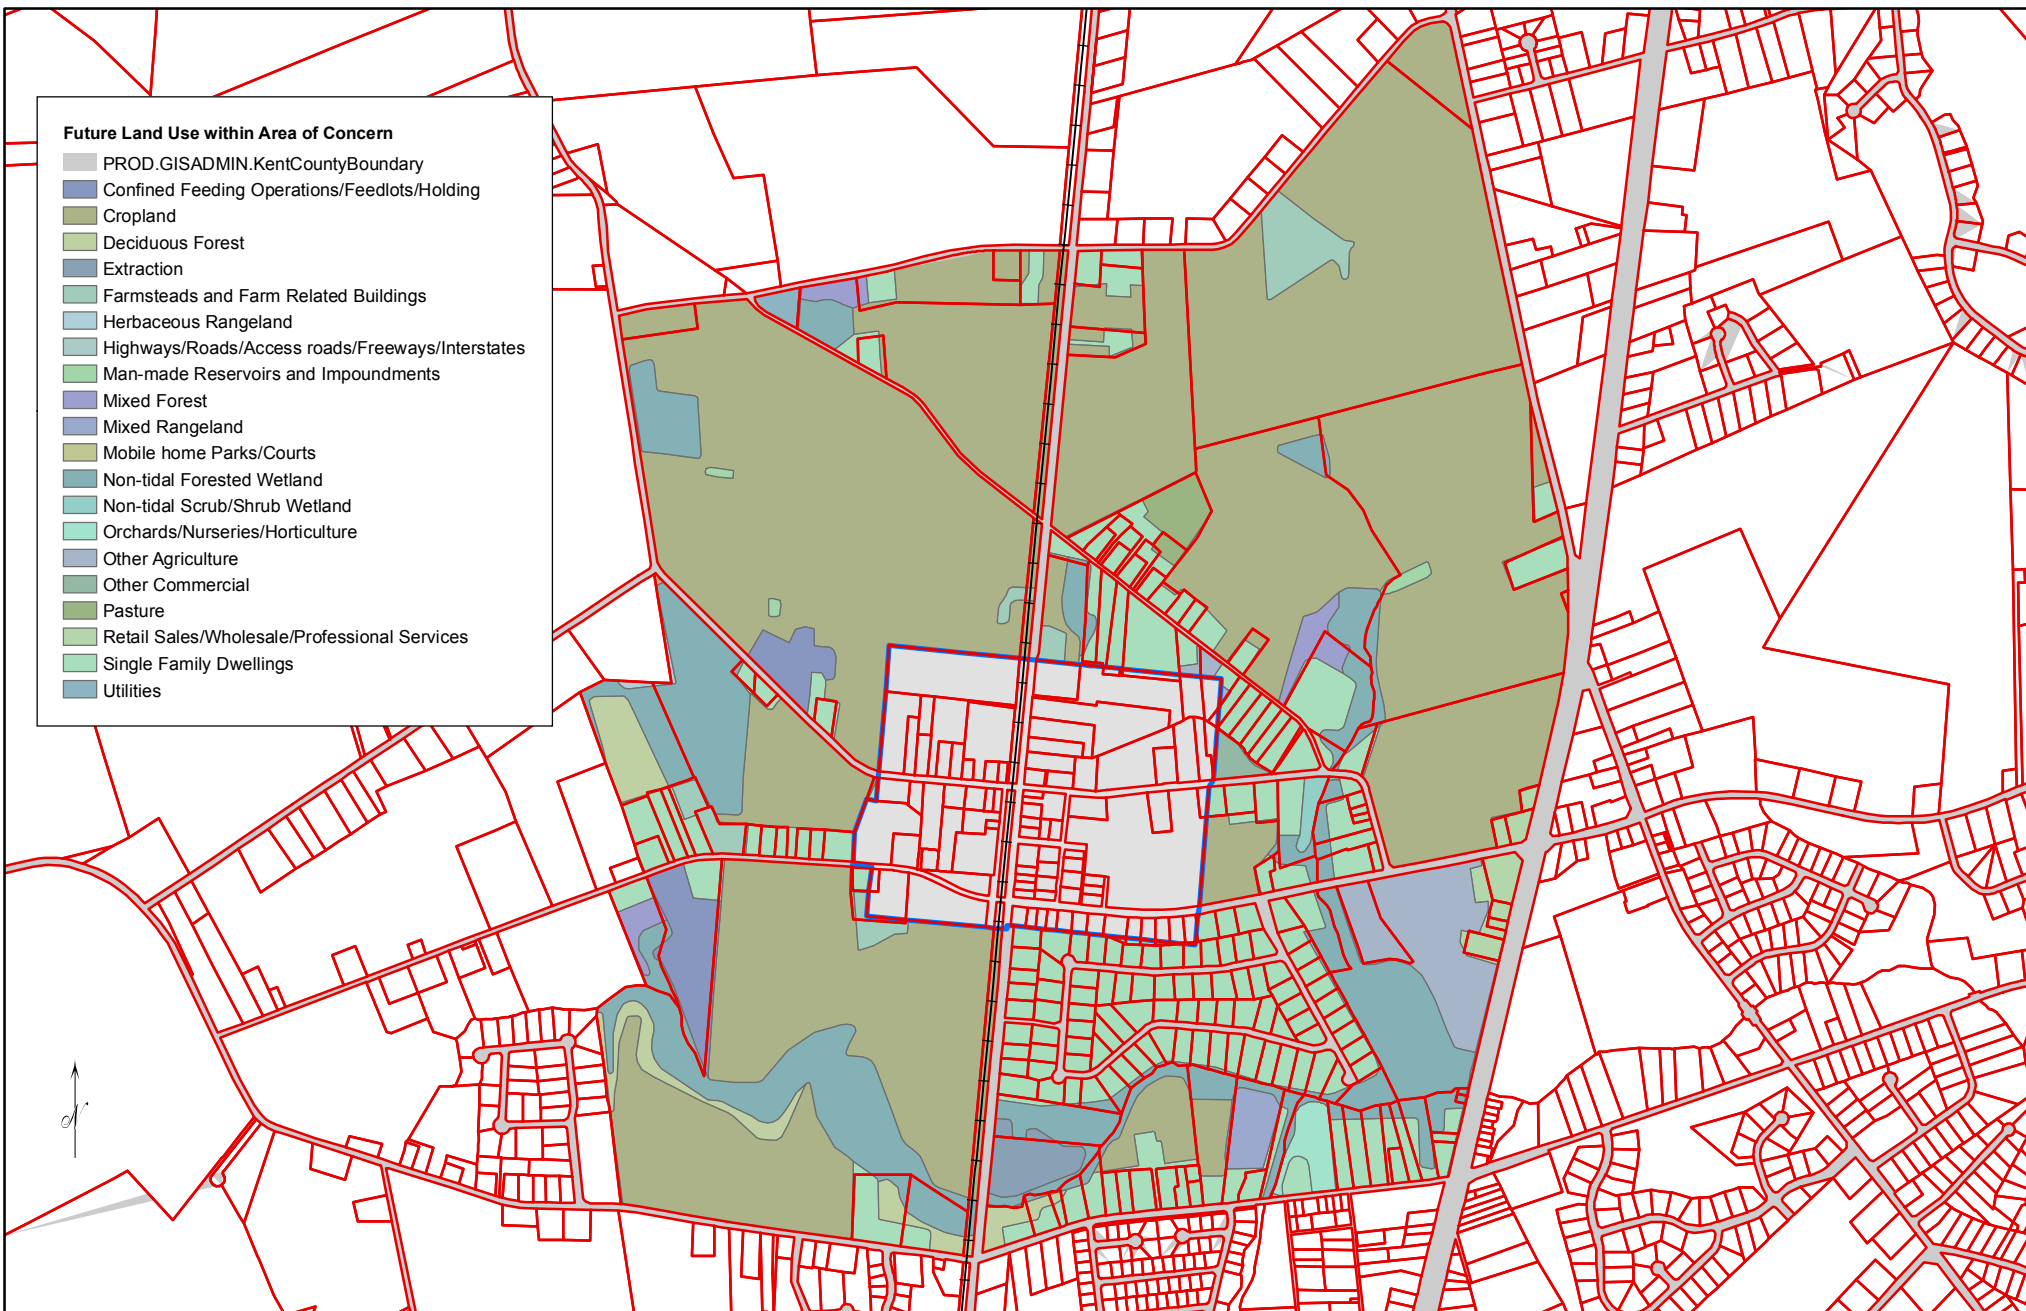 Future Land Use within Area of Concern
PROD.GISADMIN.KentCountyBoundary
Confined Feeding Operations/Feedlots/Holding
Cropland
Deciduous Forest
Extraction
Farmsteads and Farm Related Buildings
Herbaceous Rangeland
Highways/Roads/Access roads/Freeways/Interstates
Man-made Reservoirs and Impoundments
Mixed Forest
Mixed Rangeland
Mobile home Parks/Courts
Non-tidal Forested Wetland
Non-tidal Scrub/Shrub Wetland
Orchards/Nurseries/Horticulture
Other Agriculture
Other Commercial
Pasture
Retail Sales/Wholesale/Professional Services
Single Family Dwellings
Utilities
N